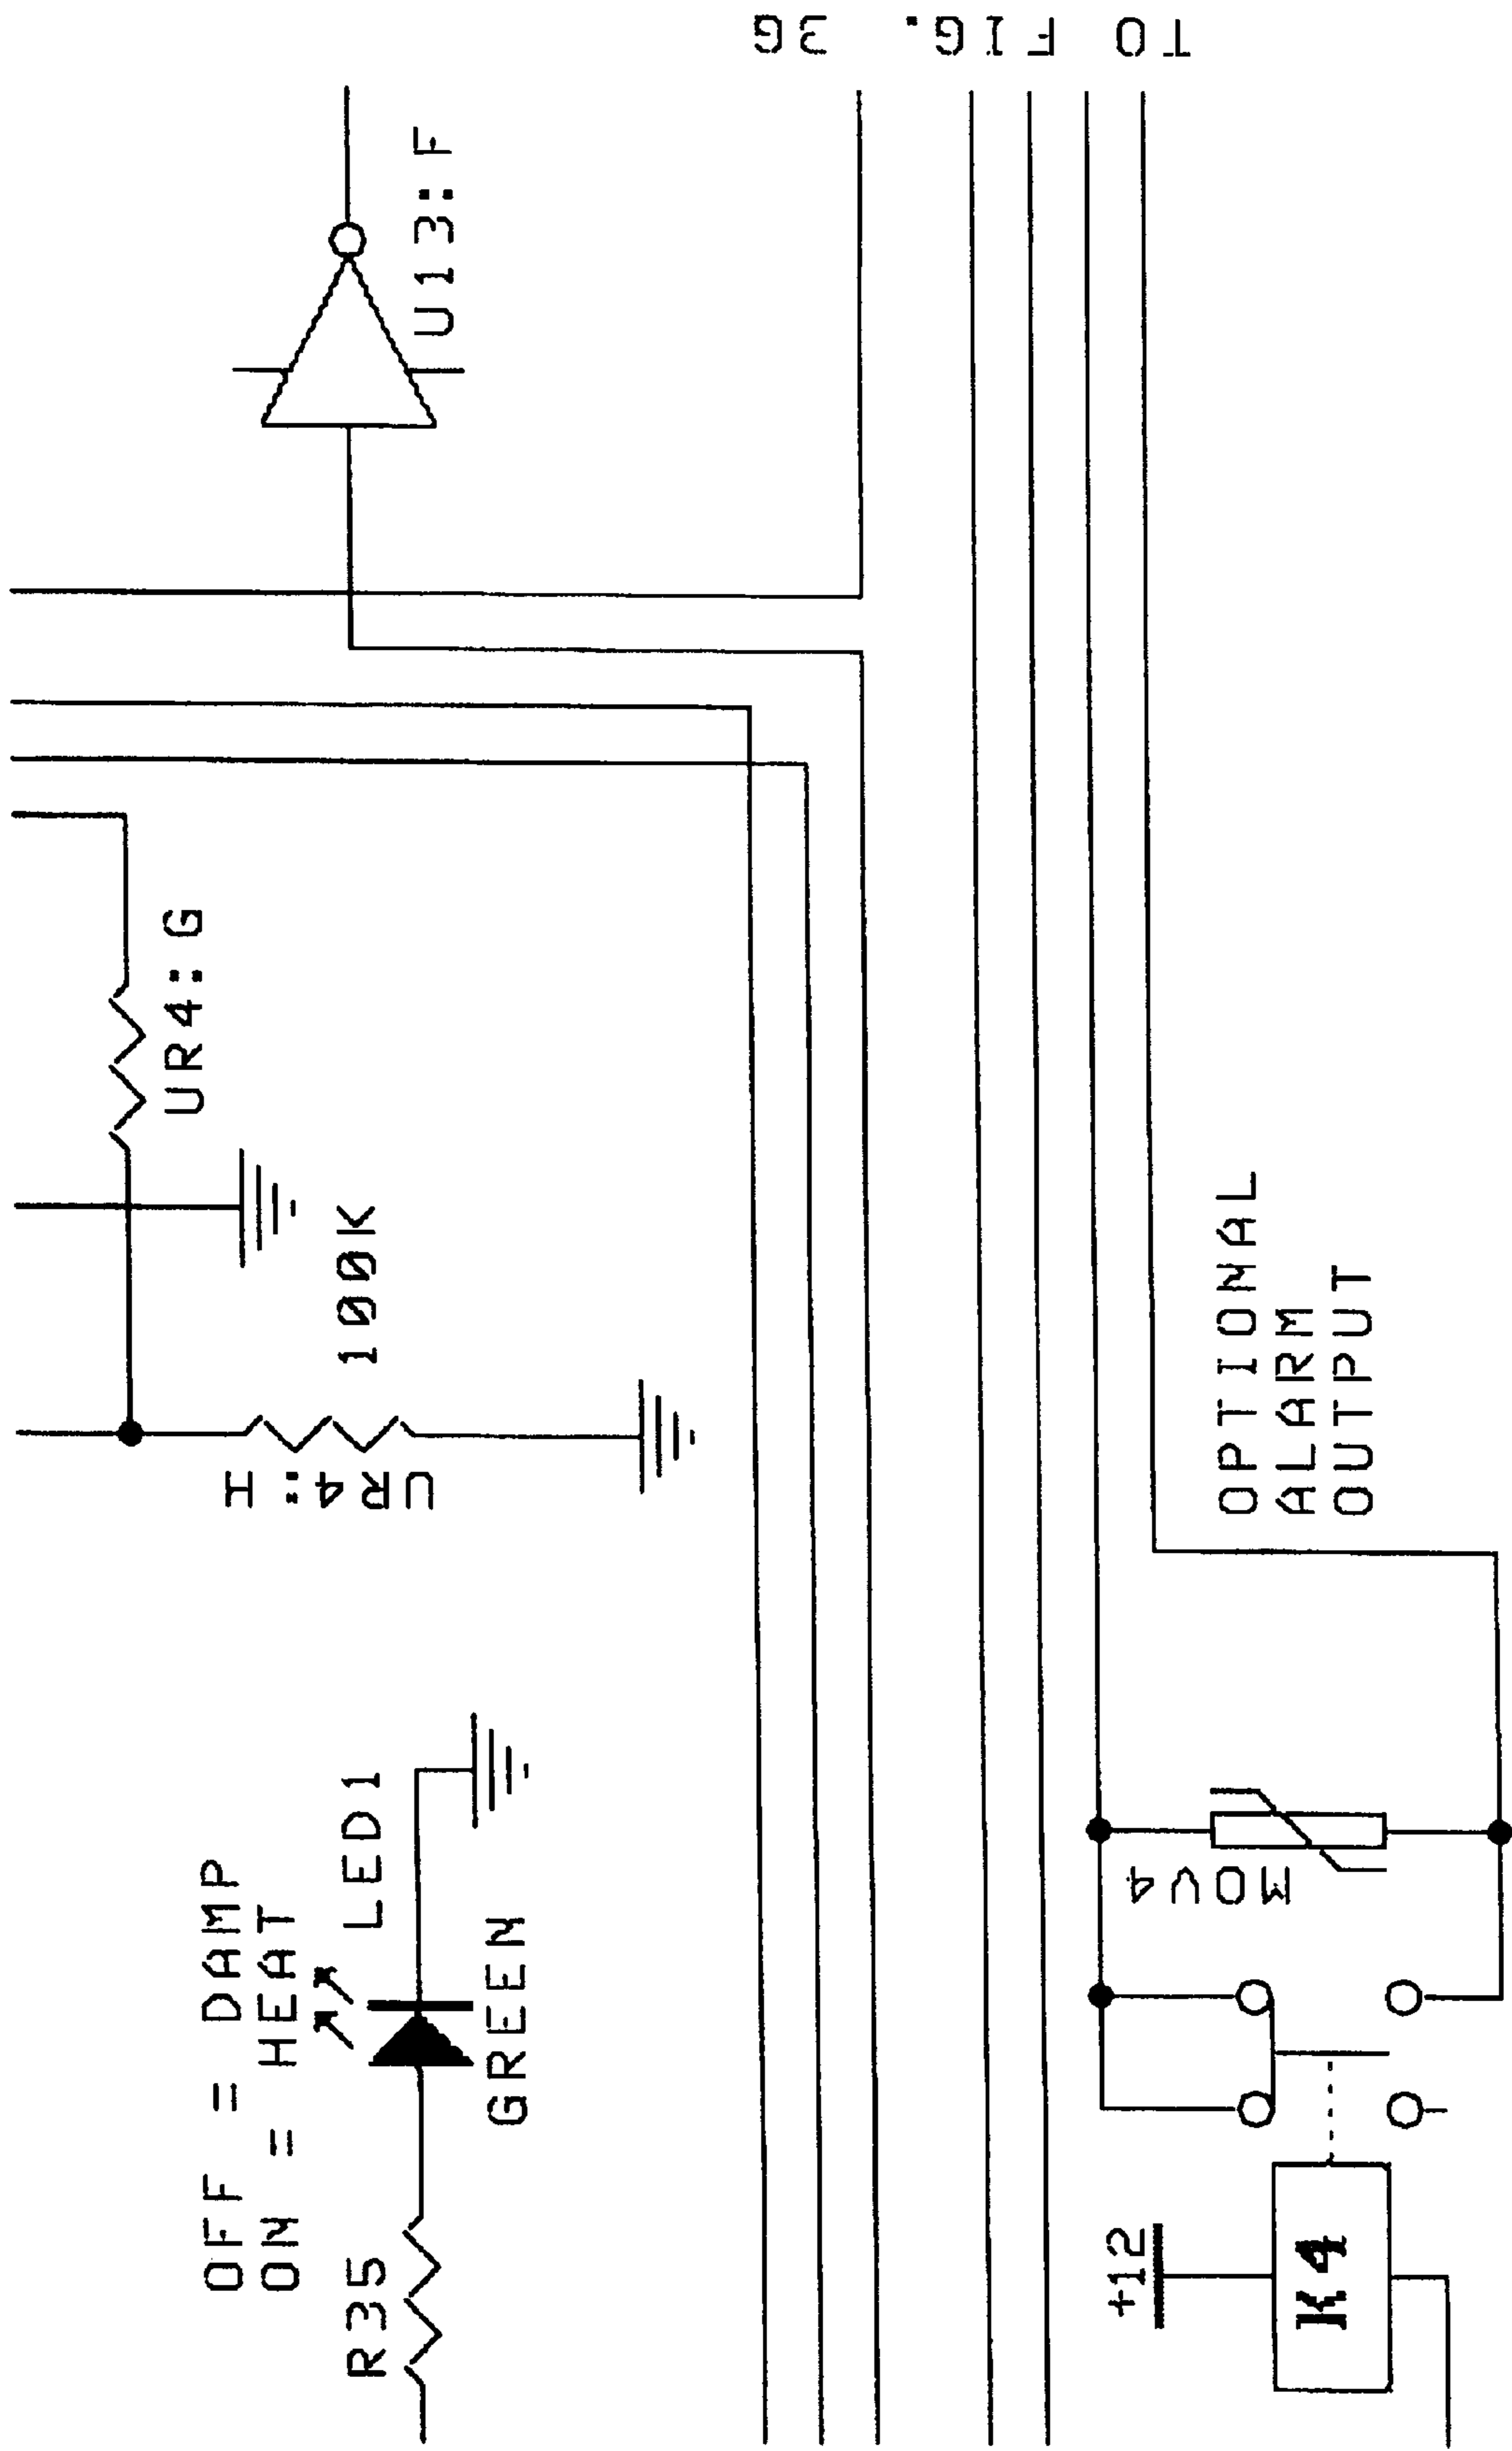 TO FIG. 3G
U13::F
UR4::G
100K
UR4::H
OFF = DAMP
ON = HEAT
LED1
GREEN
R35
OPTIONAL
ALARM
OUTPUT
MOV4
+12
K4